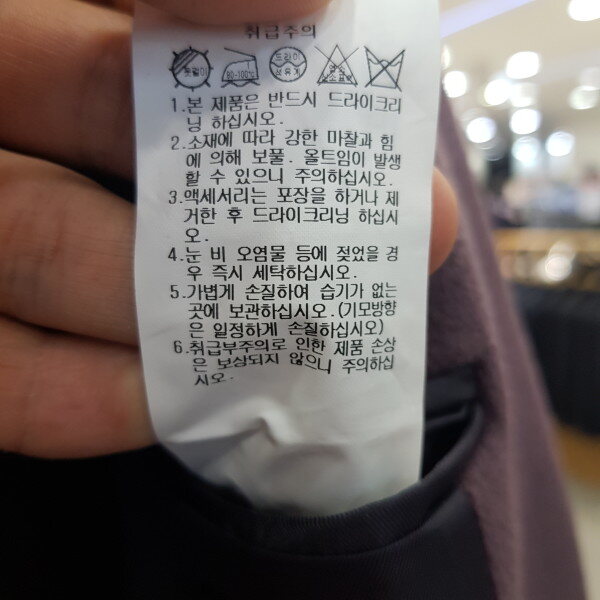 취급주의
80-100℃ 드라이
석유계
1.본 제품은 반드시 드라이크리
닝 하십시오.
2.소재에 따라 강한 마찰과 힘
에 의해 보풀. 올트임이 발생
할 수 있으니 주의하십시오.
3.액세서리는 포장을 하거나 제
거한 후 드라이크리닝 하십시
오.
4.눈 비 오염물 등에 젖었을 경
우 즉시 세탁하십시오.
5.가볍게 손질하여 습기가 없는
곳에 보관하십시오.(기모방향
은 일정하게 손질하십시오)
6.취급부주의로 인한 제품 손상
은 보상되지 않으니 주의하십
시오.